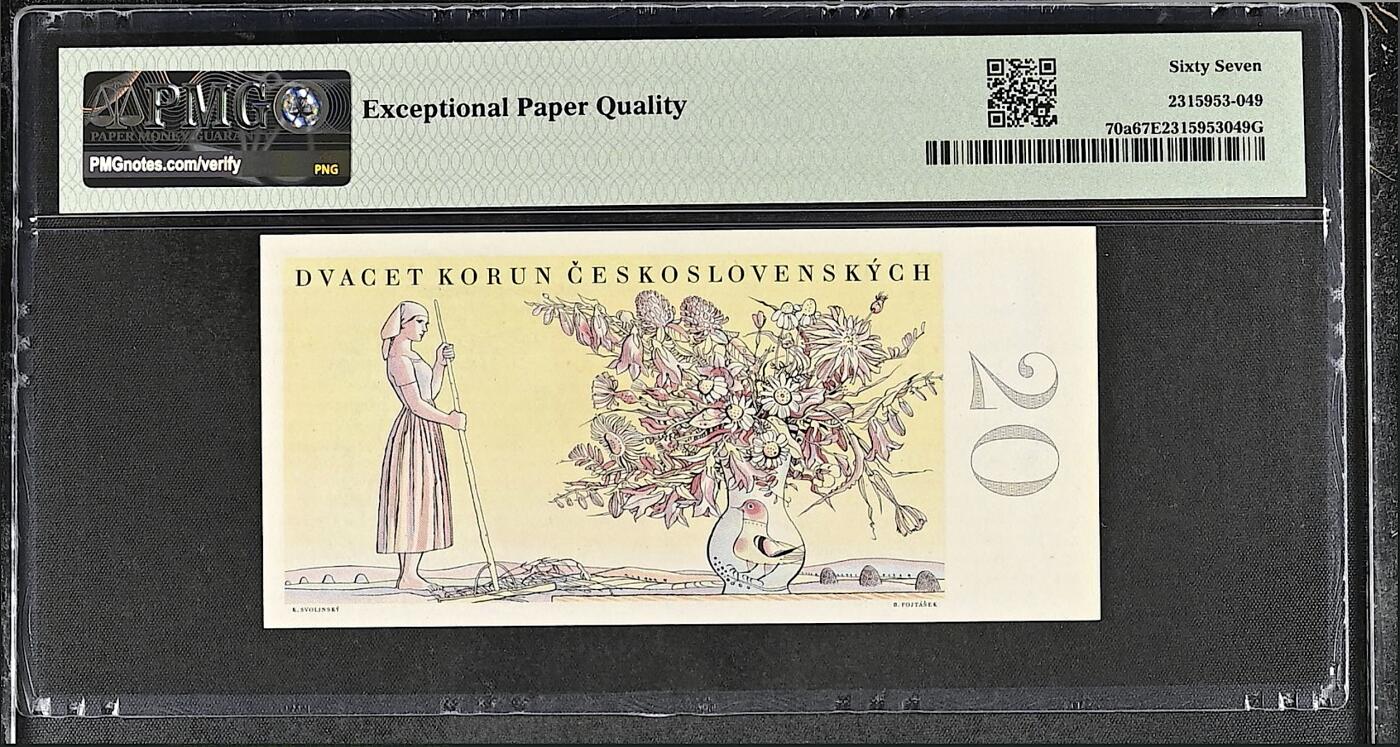 PMG
PAPER MONEY GUARA
PMGnotes.com/verify
PNG
Exceptional Paper Quality
Sixty Seven
2315953-049
70a67E2315953049G
DVACET KORUN ČESKOSLOVENSKÝCH
20
K. SVOLINSKÝ
B. FOJTÁŠEK